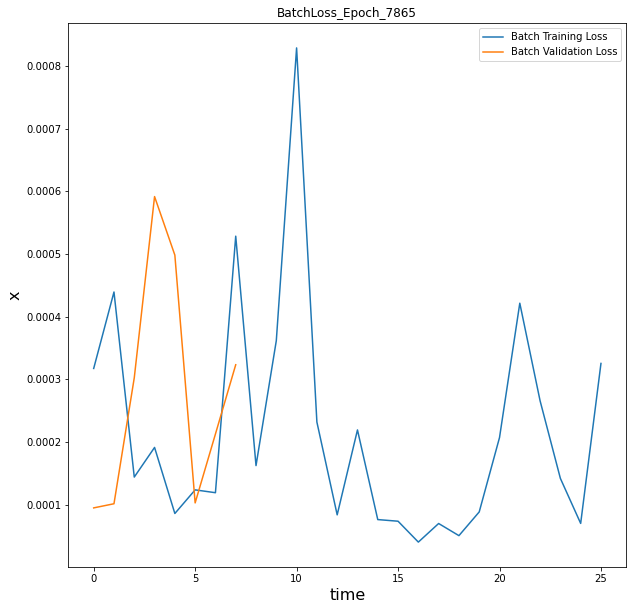 BatchLoss_Epoch_7865
Batch Training Loss
Batch Validation Loss
0.0008
0.0007
0.0006
0.0005
0.0004
0.0003
0.0002
0.0001
x
0 5 10 15 20 25
time